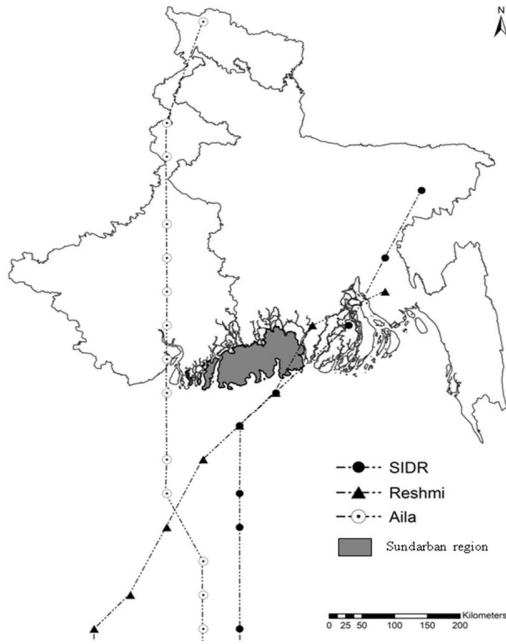 N
SIDR
Reshmi
Aila
Sundarban region
Kilometers
0 25 50 100 150 200